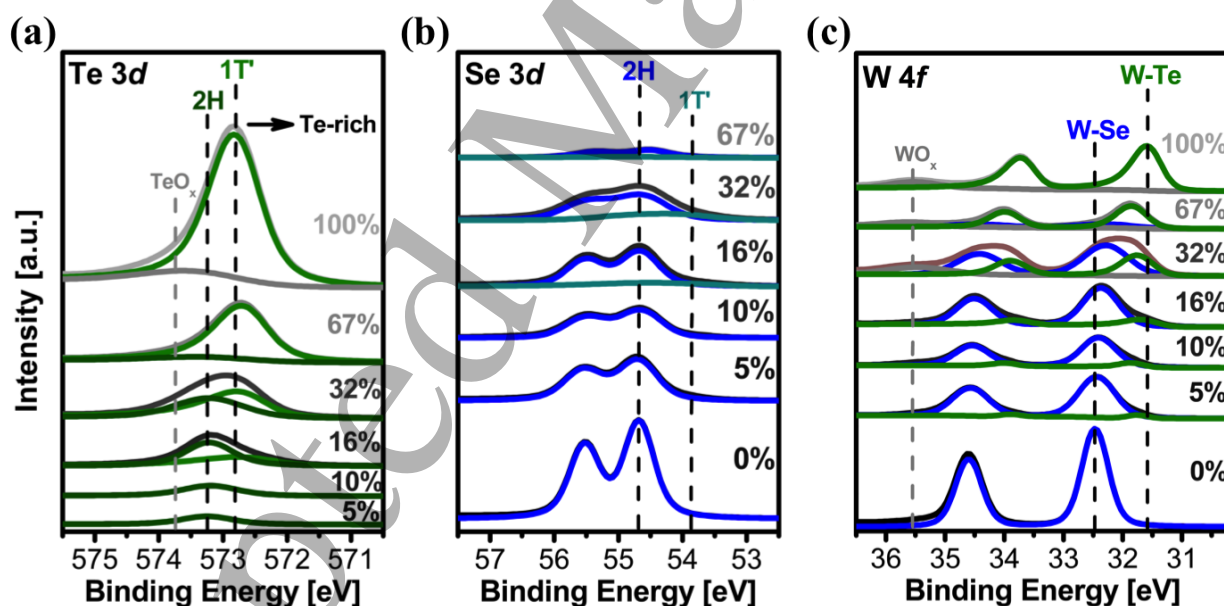 (a)
Te 3d
1T'
2H
Te-rich
TeOx
100%
67%
32%
16%
10%
5%
575 574 573 572 571
Binding Energy [eV]
Intensity [a.u.]
(b)
Se 3d
2H
1T'
67%
32%
16%
10%
5%
0%
57 56 55 54 53
Binding Energy [eV]
(c)
W 4f
W-Te
W-Se
WOx
100%
67%
32%
16%
10%
5%
0%
36 35 34 33 32 31 30
Binding Energy [eV]